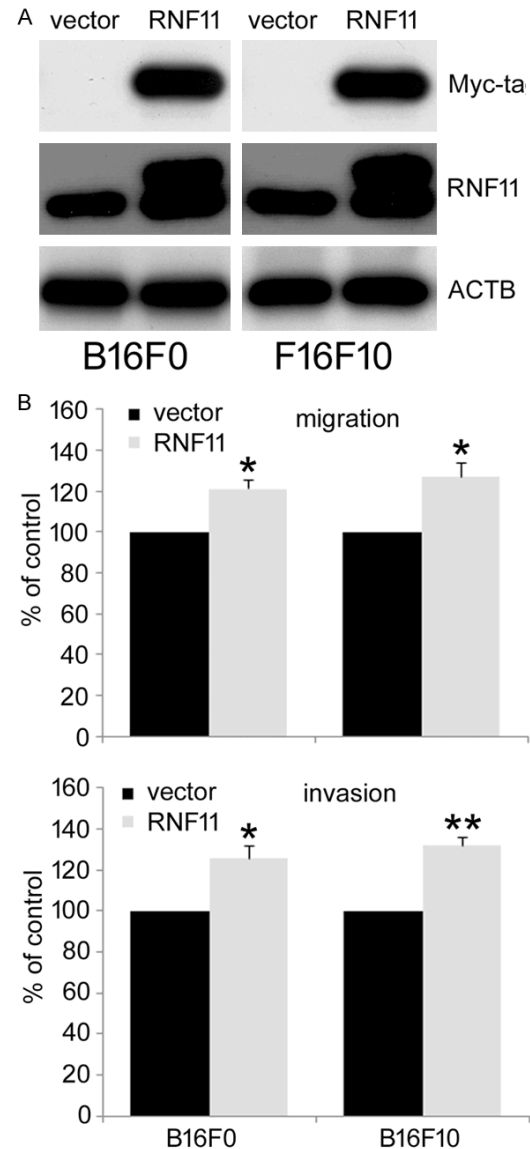 A vector RNF11 vector RNF11
Myc-ta
RNF11
ACTB
B16F0 F16F10
B
160
140
120
100
80
60
40
20
0
% of control
vector
RNF11
migration
* *
160
140
120
100
80
60
40
20
0
% of control
vector
RNF11
invasion
* **
B16F0 B16F10